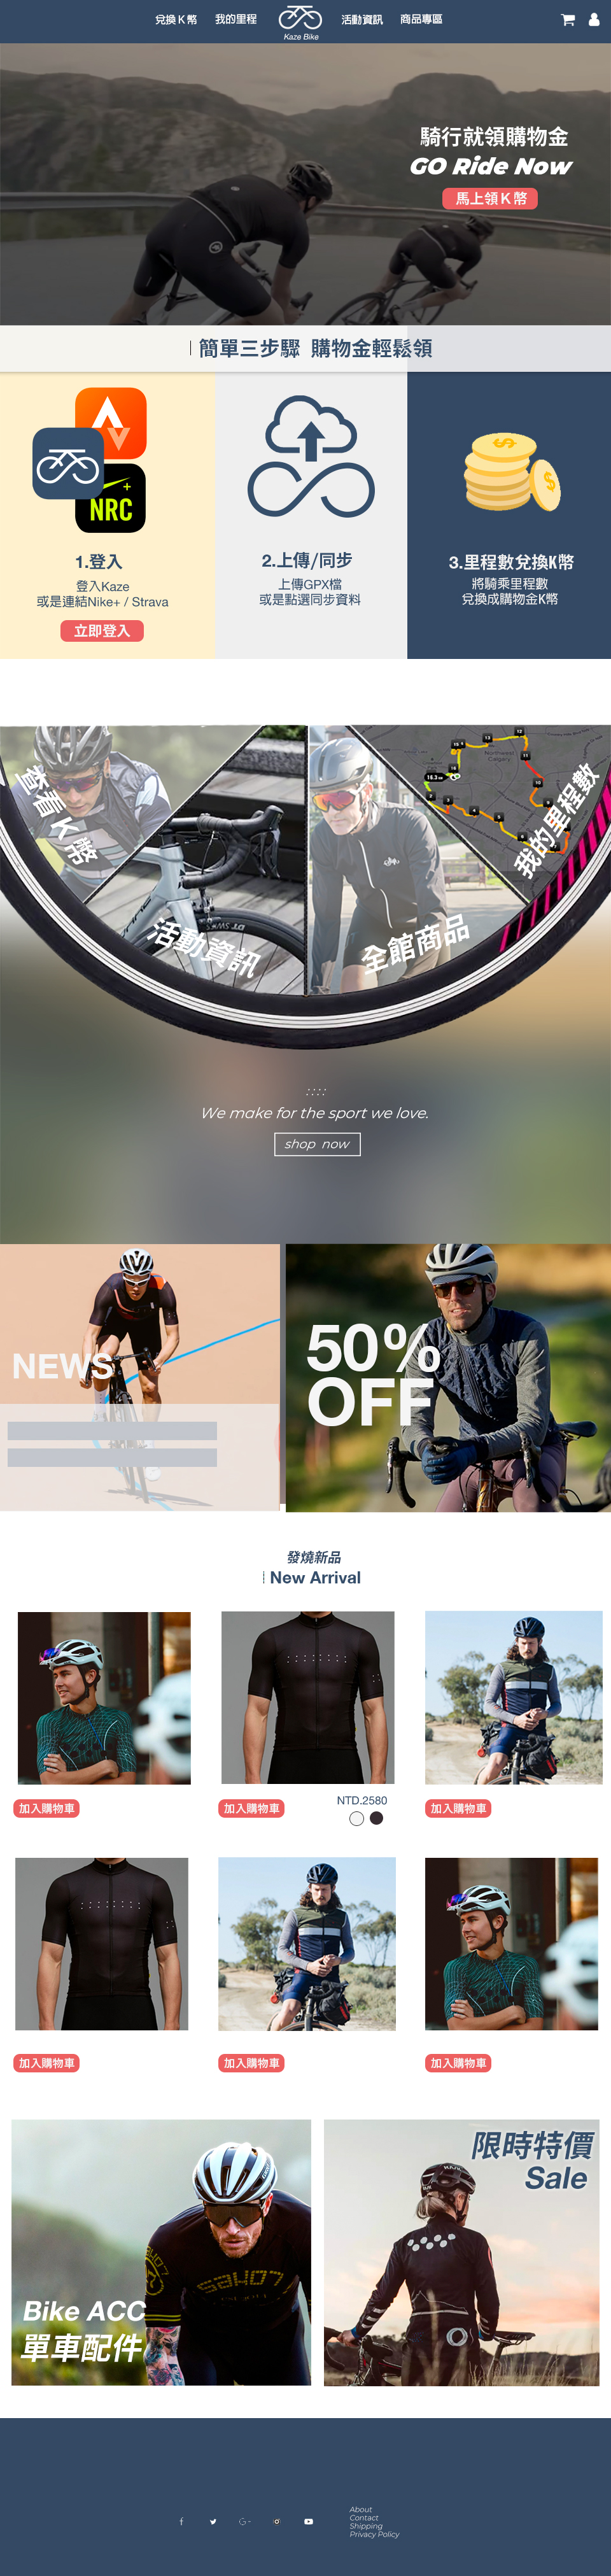 兌換K幣 我的里程 活動資訊 商品專區
Kaze Bike
騎行就領購物金
GO Ride Now
馬上領K幣
簡單三步驟 購物金輕鬆領
NRC
1.登入
登入Kaze
或是連結Nike+ / Strava
立即登入
2.上傳/同步
上傳GPX檔
或是點選同步資料
3.里程數兌換K幣
將騎乘里程數
兌換成購物金K幣
查看K幣
活動資訊
全館商品
我的里程數
We make for the sport we love.
shop now
NEWS
50%
OFF
發燒新品
New Arrival
加入購物車
加入購物車
NTD.2580
加入購物車
加入購物車
加入購物車
加入購物車
Bike ACC
單車配件
限時特價
Sale
About
Contact
Shipping
Privacy Policy